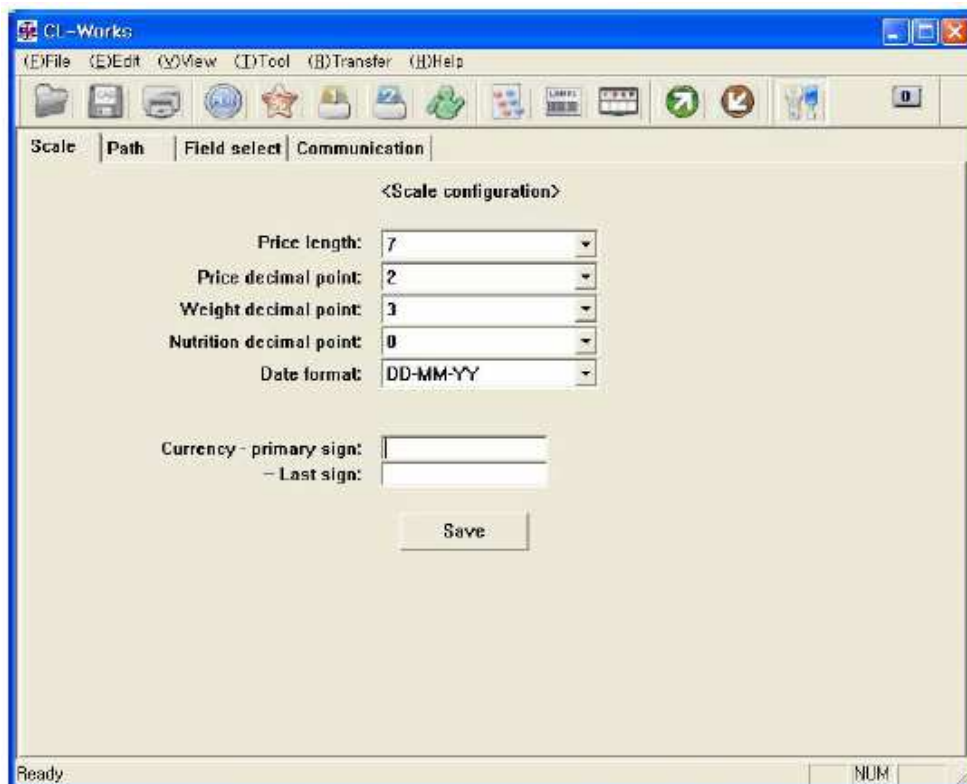 CL-Works
(F)File (E)Edit (V)View (T)Tool (R)Transfer (H)Help
0
Scale Path Field select Communication
<Scale configuration>
Price length: 7
Price decimal point: 2
Weight decimal point: 3
Nutrition decimal point: 0
Date format: DD-MM-YY
Currency - primary sign:
- Last sign:
Save
Ready NUM